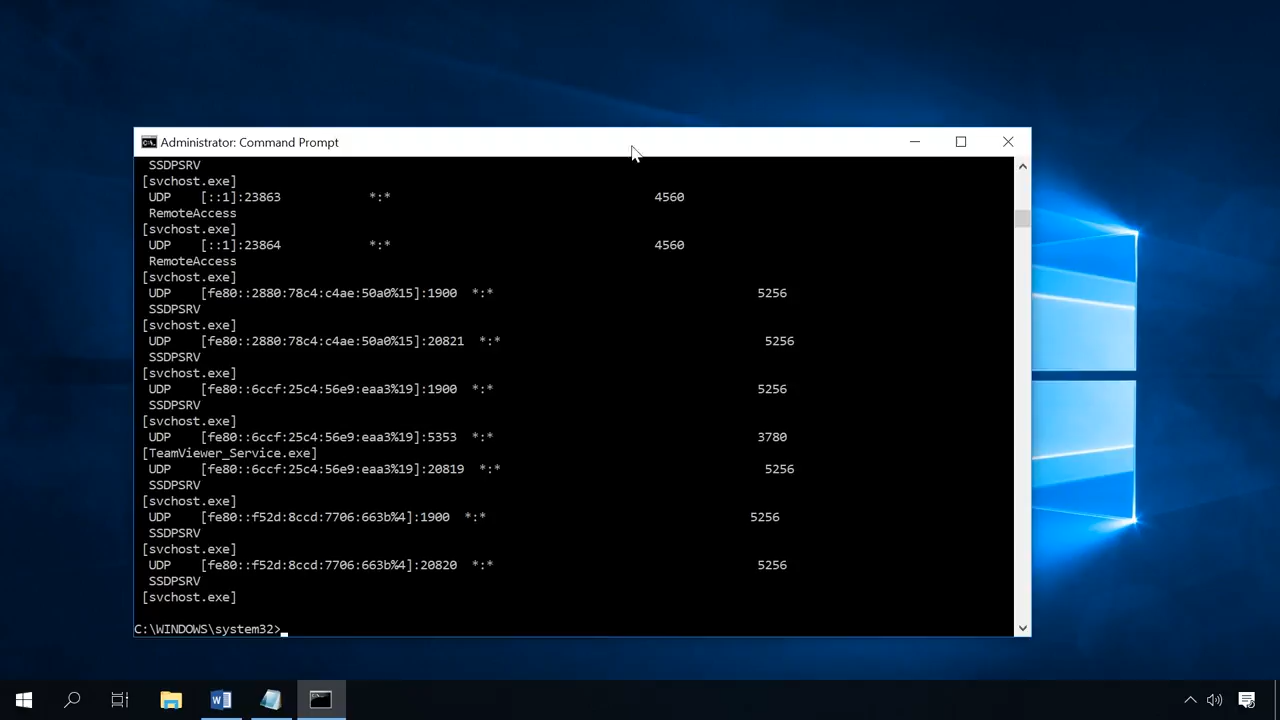 Administrator: Command Prompt
SSDPSRV
[svchost.exe]
UDP [::1]:23863 *:* 4560
RemoteAccess
[svchost.exe]
UDP [::1]:23864 *:* 4560
RemoteAccess
[svchost.exe]
UDP [fe80::2880:78c4:c4ae:50a0%15]:1900 *:* 5256
SSDPSRV
[svchost.exe]
UDP [fe80::2880:78c4:c4ae:50a0%15]:20821 *:* 5256
SSDPSRV
[svchost.exe]
UDP [fe80::6ccf:25c4:56e9:eaa3%19]:1900 *:* 5256
SSDPSRV
[svchost.exe]
UDP [fe80::6ccf:25c4:56e9:eaa3%19]:5353 *:* 3780
[TeamViewer_Service.exe]
UDP [fe80::6ccf:25c4:56e9:eaa3%19]:20819 *:* 5256
SSDPSRV
[svchost.exe]
UDP [fe80::f52d:8ccd:7706:663b%4]:1900 *:* 5256
SSDPSRV
[svchost.exe]
UDP [fe80::f52d:8ccd:7706:663b%4]:20820 *:* 5256
SSDPSRV
[svchost.exe]
C:\WINDOWS\system32>